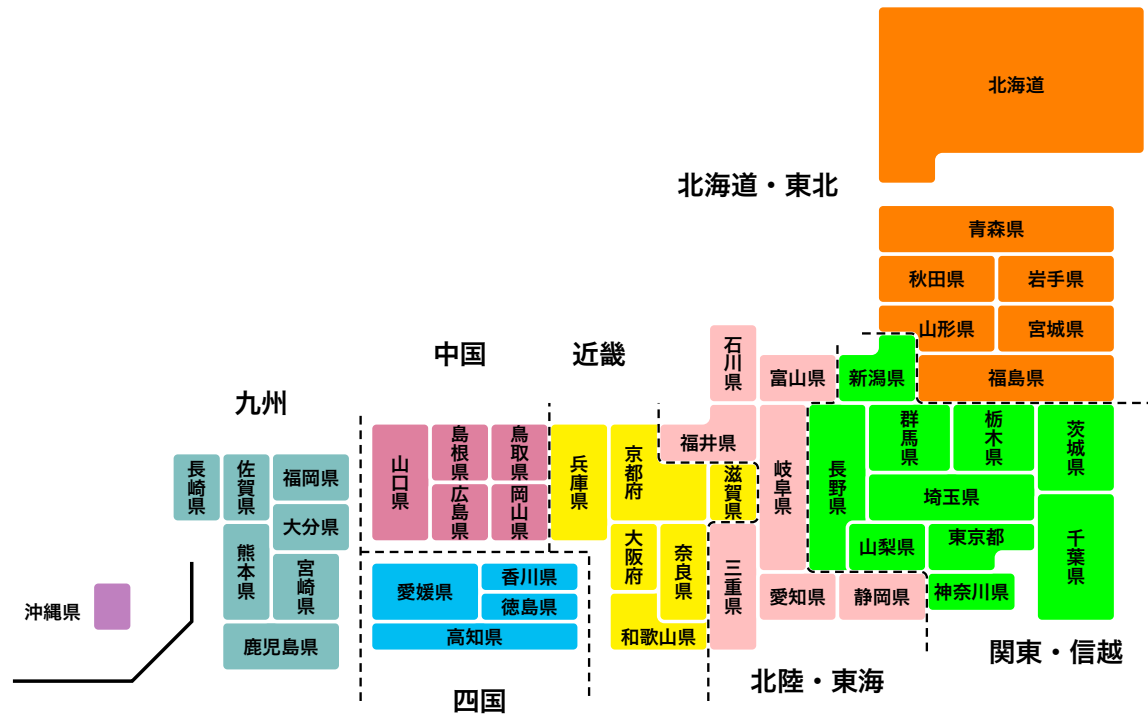 北海道
北海道・東北
青森県
秋田県
岩手県
山形県
宮城県
福島県
中国
近畿
石川県
富山県
新潟県
九州
長崎県
佐賀県
福岡県
大分県
熊本県
宮崎県
鹿児島県
沖縄県
山口県
島根県
鳥取県
広島県
岡山県
愛媛県
香川県
徳島県
高知県
四国
兵庫県
京都府
滋賀県
大阪府
奈良県
和歌山県
福井県
岐阜県
三重県
愛知県
静岡県
北陸・東海
長野県
群馬県
栃木県
茨城県
埼玉県
山梨県
東京都
千葉県
神奈川県
関東・信越